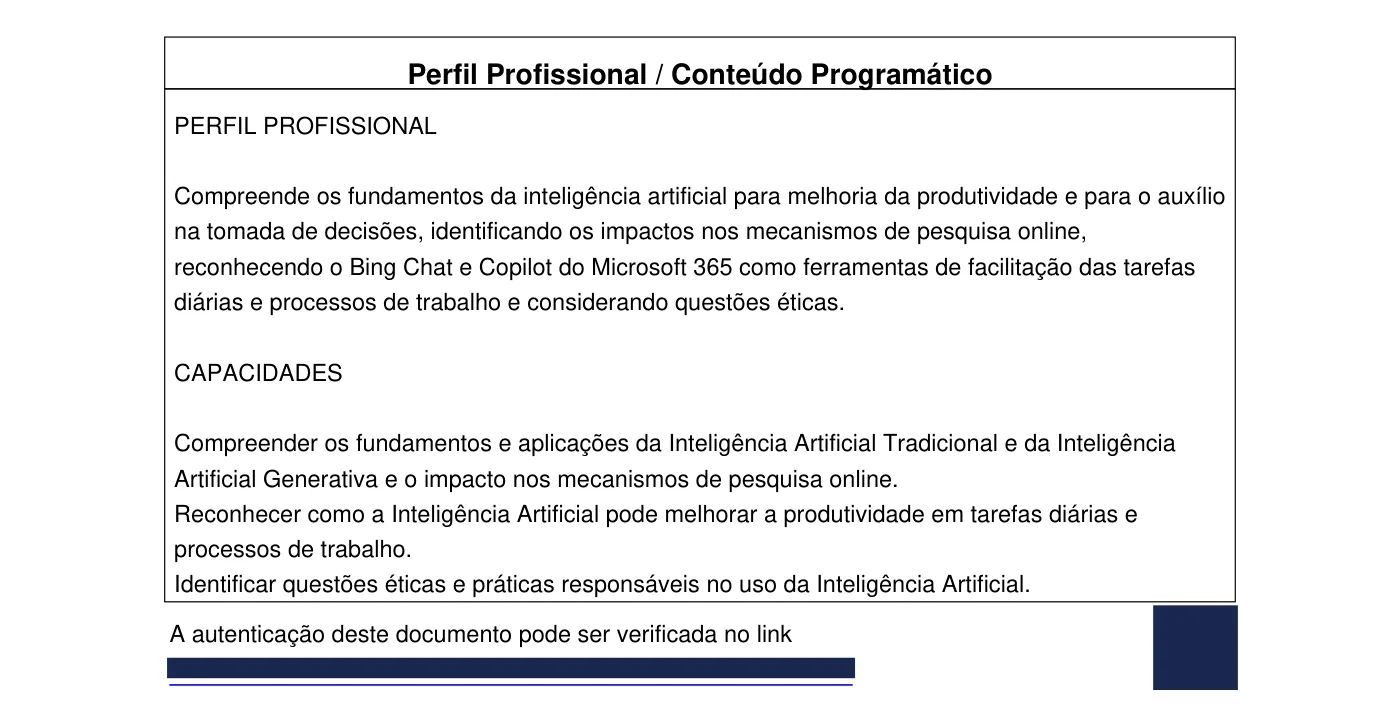 Perfil Profissional / Conteúdo Programático
PERFIL PROFISSIONAL
Compreende os fundamentos da inteligência artificial para melhoria da produtividade e para o auxílio
na tomada de decisões, identificando os impactos nos mecanismos de pesquisa online,
reconhecendo o Bing Chat e Copilot do Microsoft 365 como ferramentas de facilitação das tarefas
diárias e processos de trabalho e considerando questões éticas.
CAPACIDADES
Compreender os fundamentos e aplicações da Inteligência Artificial Tradicional e da Inteligência
Artificial Generativa e o impacto nos mecanismos de pesquisa online.
Reconhecer como a Inteligência Artificial pode melhorar a produtividade em tarefas diárias e
processos de trabalho.
Identificar questões éticas e práticas responsáveis no uso da Inteligência Artificial.
A autenticação deste documento pode ser verificada no link